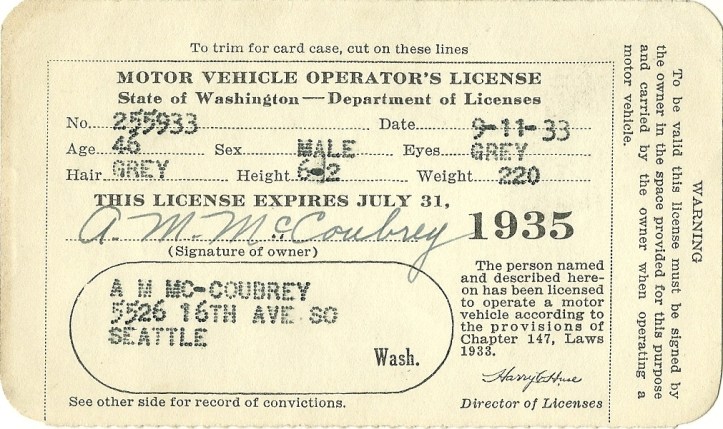 To trim for card case, cut on these lines
MOTOR VEHICLE OPERATOR'S LICENSE
State of Washington—Department of Licenses
No. 255933 Date 9-11-33
Age 46 Sex MALE Eyes GREY
Hair GREY Height 6-2 Weight 220
THIS LICENSE EXPIRES JULY 31,
1935
A. M. McCoubrey
(Signature of owner)
A M MC-COUBREY
5526 16TH AVE SO
SEATTLE
Wash.
The person named
and described here-
on has been licensed
to operate a motor
vehicle according to
the provisions of
Chapter 147, Laws
1933.
Harry C Huse
Director of Licenses
See other side for record of convictions.
WARNING
To be valid this license must be signed by
the owner in the space provided for this purpose
and carried by the owner when operating a
motor vehicle.